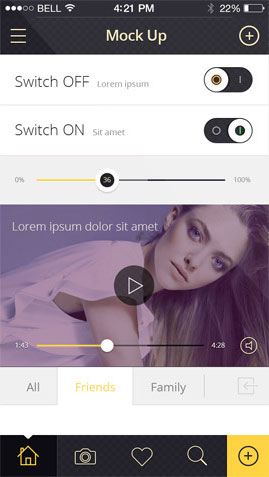 BELL 4:21 PM 22%
Mock Up
Switch OFF Lorem ipsum
Switch ON Sit amet
0% 36 100%
Lorem ipsum dolor sit amet
1:43 4:28
All Friends Family